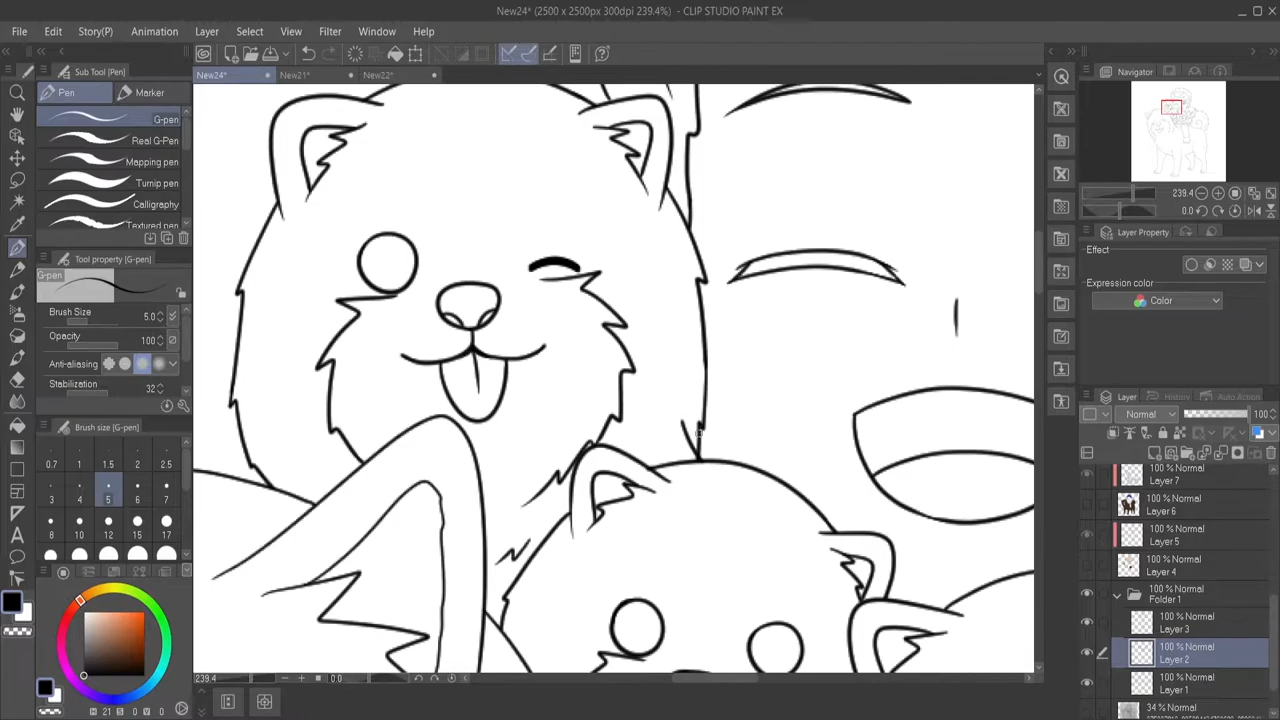 New24* (2500 x 2500px 300dpi 239.4%) - CLIP STUDIO PAINT EX
File Edit Story(P) Animation Layer Select View Filter Window Help
Sub Tool [Pen]
New24* New21* New22*
Pen Marker
G-pen
Real G-Pen
Mapping pen
Turnip pen
Calligraphy
Textured pen
Tool property [G-pen]
G-pen
Brush Size 5.0
Opacity 100
Anti-aliasing
Stabilization 32
Brush size [G-pen]
0.7 1 1.5 2 2.5
3 4 5 6 7
8 10 12 15 17
H 21 S 0 V 0
239.4 0.0
Navigator
239.4
0.0
Layer Property
Effect
Expression color
Color
Layer History Auto Action
Normal 100
100 % Normal
Layer 7
100 % Normal
Layer 6
100 % Normal
Layer 5
100 % Normal
Layer 4
100 % Normal
Folder 1
100 % Normal
Layer 3
100 % Normal
Layer 2
100 % Normal
Layer 1
34 % Normal